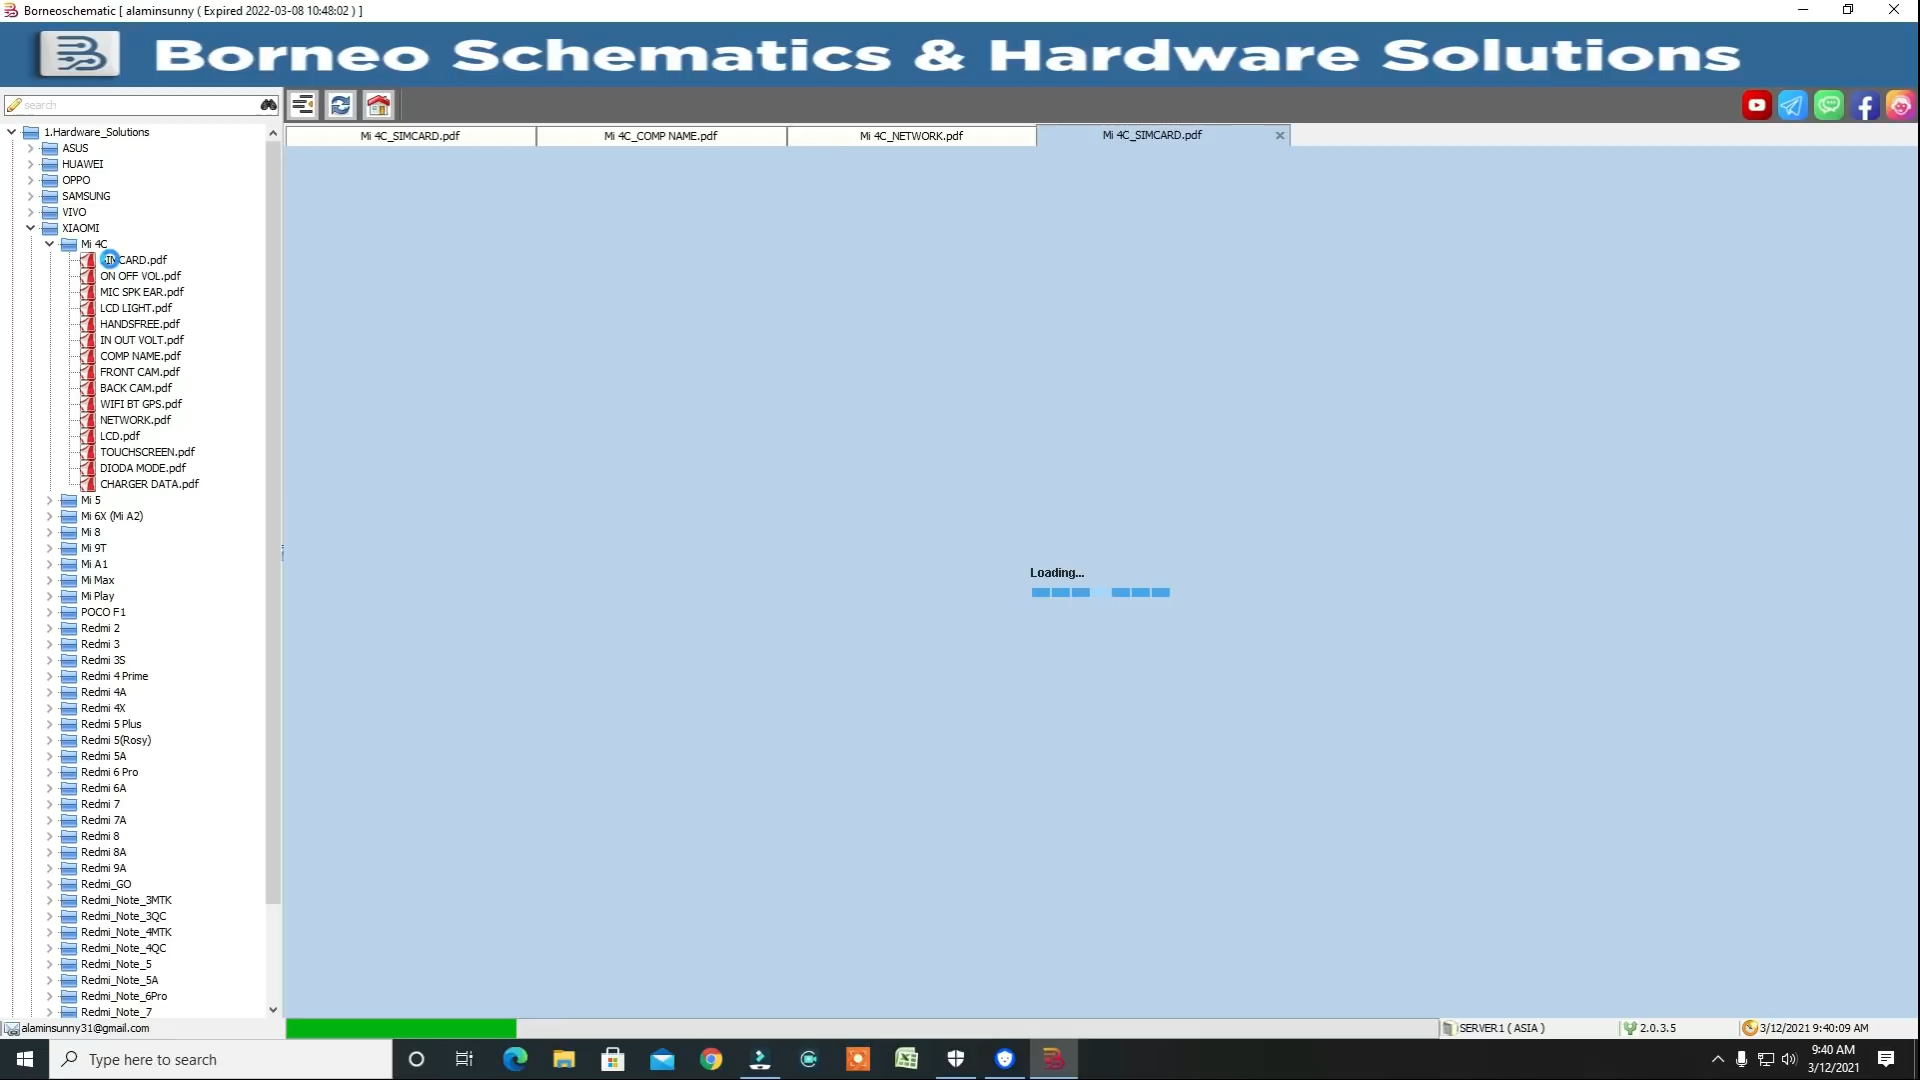 Borneoschematic [ alaminsunny ( Expired 2022-03-08 10:48:02 ) ]
Borneo Schematics & Hardware Solutions
search
Mi 4C_SIMCARD.pdf
Mi 4C_COMP NAME.pdf
Mi 4C_NETWORK.pdf
Mi 4C_SIMCARD.pdf
1.Hardware_Solutions
ASUS
HUAWEI
OPPO
SAMSUNG
VIVO
XIAOMI
Mi 4C
CARD.pdf
ON OFF VOL.pdf
MIC SPK EAR.pdf
LCD LIGHT.pdf
HANDSFREE.pdf
IN OUT VOLT.pdf
COMP NAME.pdf
FRONT CAM.pdf
BACK CAM.pdf
WIFI BT GPS.pdf
NETWORK.pdf
LCD.pdf
TOUCHSCREEN.pdf
DIODA MODE.pdf
CHARGER DATA.pdf
Mi 5
Mi 6X (Mi A2)
Mi 8
Mi 9T
Mi A1
Mi Max
Mi Play
POCO F1
Redmi 2
Redmi 3
Redmi 3S
Redmi 4 Prime
Redmi 4A
Redmi 4X
Redmi 5 Plus
Redmi 5(Rosy)
Redmi 5A
Redmi 6 Pro
Redmi 6A
Redmi 7
Redmi 7A
Redmi 8
Redmi 8A
Redmi 9A
Redmi_GO
Redmi_Note_3MTK
Redmi_Note_3QC
Redmi_Note_4MTK
Redmi_Note_4QC
Redmi_Note_5
Redmi_Note_5A
Redmi_Note_6Pro
Redmi_Note_7
Loading...
alaminsunny31@gmail.com
SERVER1 ( ASIA )
2.0.3.5
3/12/2021 9:40:09 AM
Type here to search
9:40 AM
3/12/2021